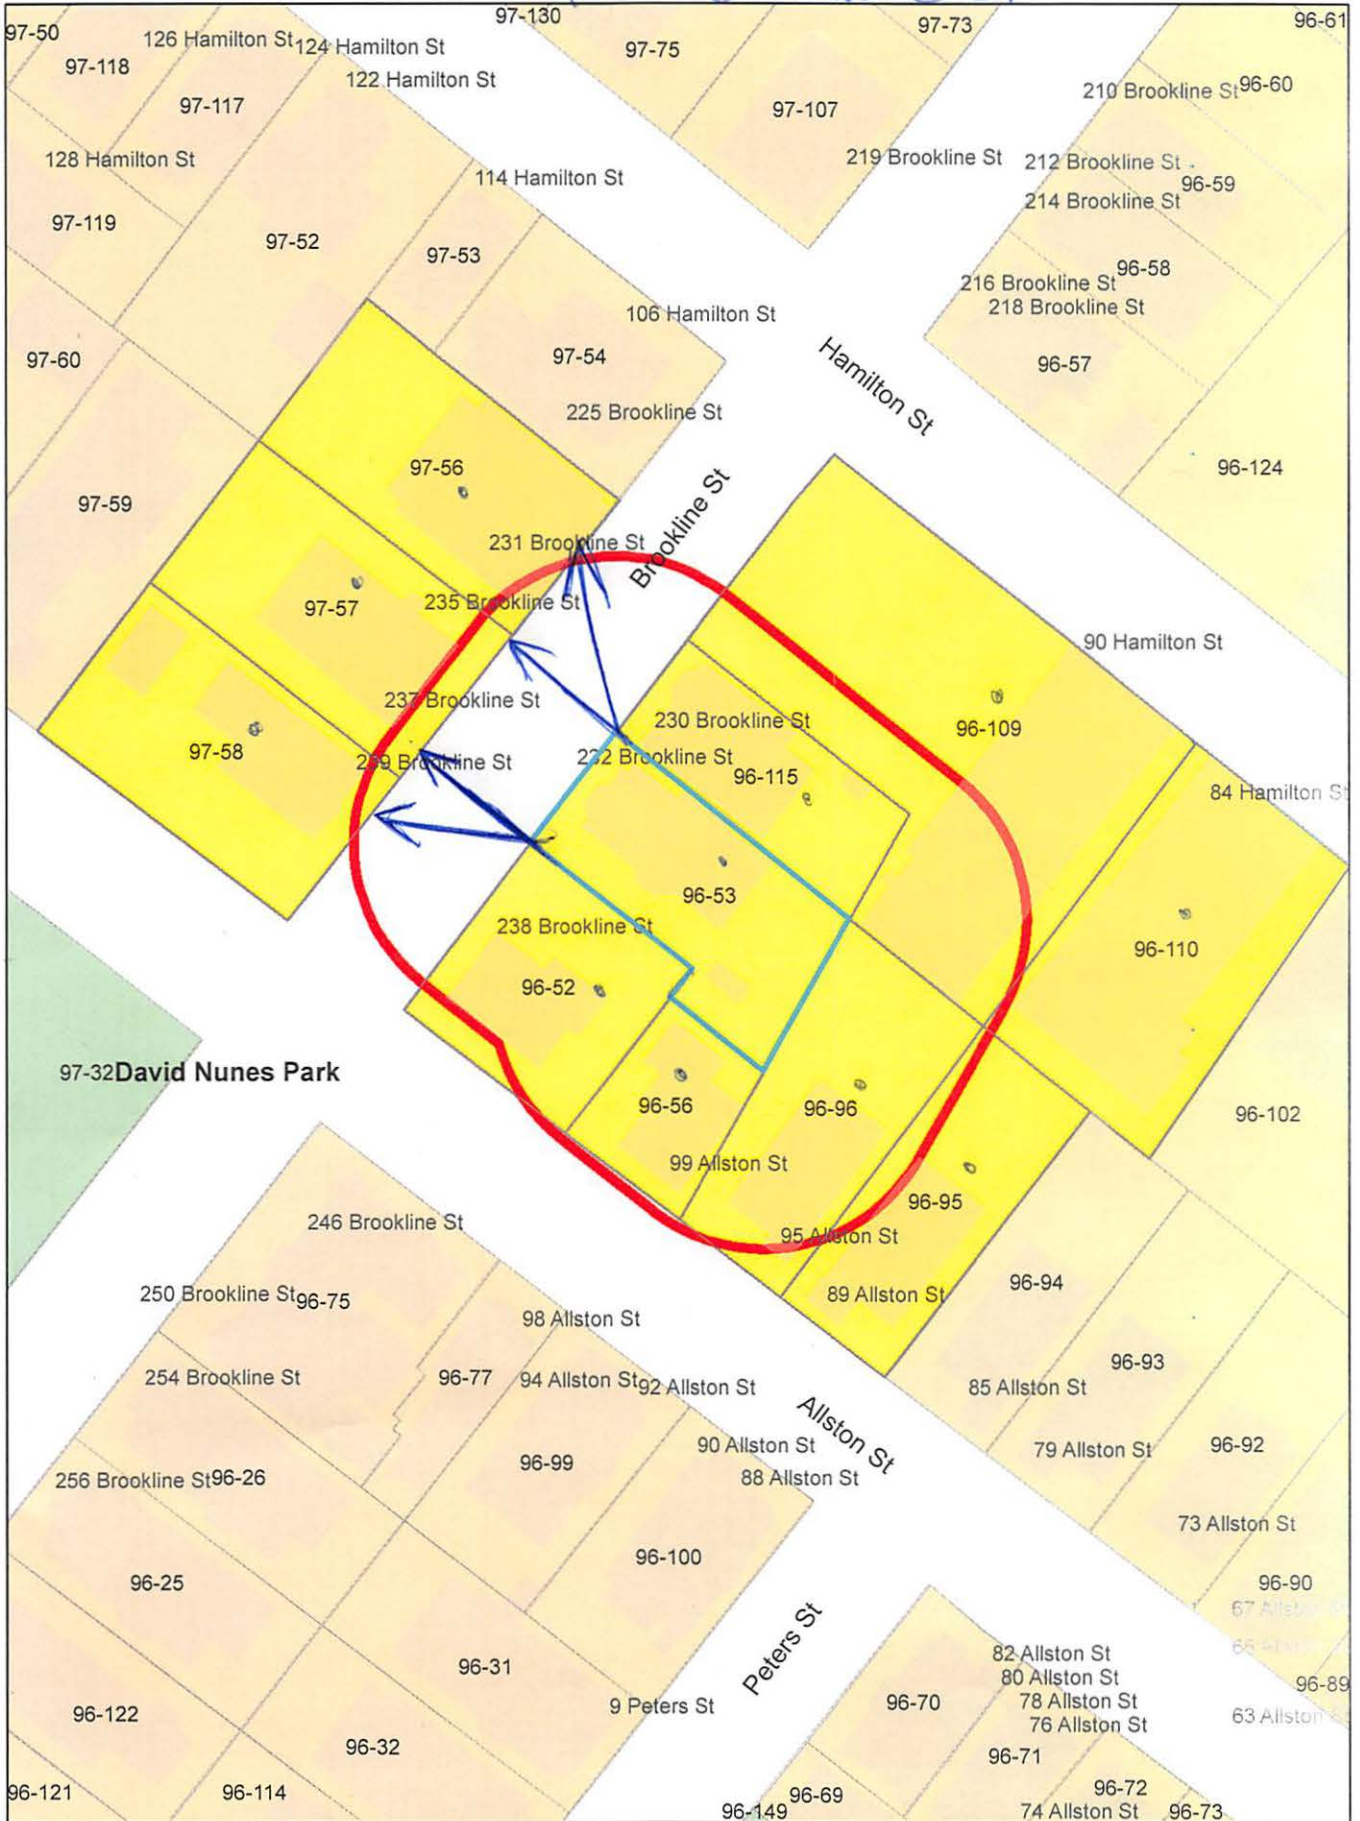 97-50
126 Hamilton St
124 Hamilton St
97-130
97-73
96-61
97-118
97-75
122 Hamilton St
210 Brookline St
96-60
97-117
97-107
128 Hamilton St
219 Brookline St
212 Brookline St
114 Hamilton St
96-59
214 Brookline St
97-119
97-52
97-53
96-58
216 Brookline St
218 Brookline St
106 Hamilton St
97-60
97-54
Hamilton St
96-57
225 Brookline St
97-56
96-124
97-59
Brookline St
231 Brookline St
97-57
235 Brookline St
90 Hamilton St
237 Brookline St
230 Brookline St
96-109
97-58
239 Brookline St
232 Brookline St
96-115
84 Hamilton St
96-53
238 Brookline St
96-110
96-52
97-32
David Nunes Park
96-56
96-96
96-102
99 Allston St
96-95
246 Brookline St
95 Allston St
250 Brookline St
96-75
89 Allston St
96-94
98 Allston St
254 Brookline St
96-77
94 Allston St
92 Allston St
96-93
85 Allston St
Allston St
90 Allston St
79 Allston St
96-92
256 Brookline St
96-26
96-99
88 Allston St
73 Allston St
96-25
96-100
96-90
67 Allston St
Peters St
82 Allston St
96-31
80 Allston St
96-89
9 Peters St
96-70
78 Allston St
96-122
76 Allston St
63 Allston St
96-32
96-71
96-121
96-114
96-69
96-72
96-149
74 Allston St
96-73